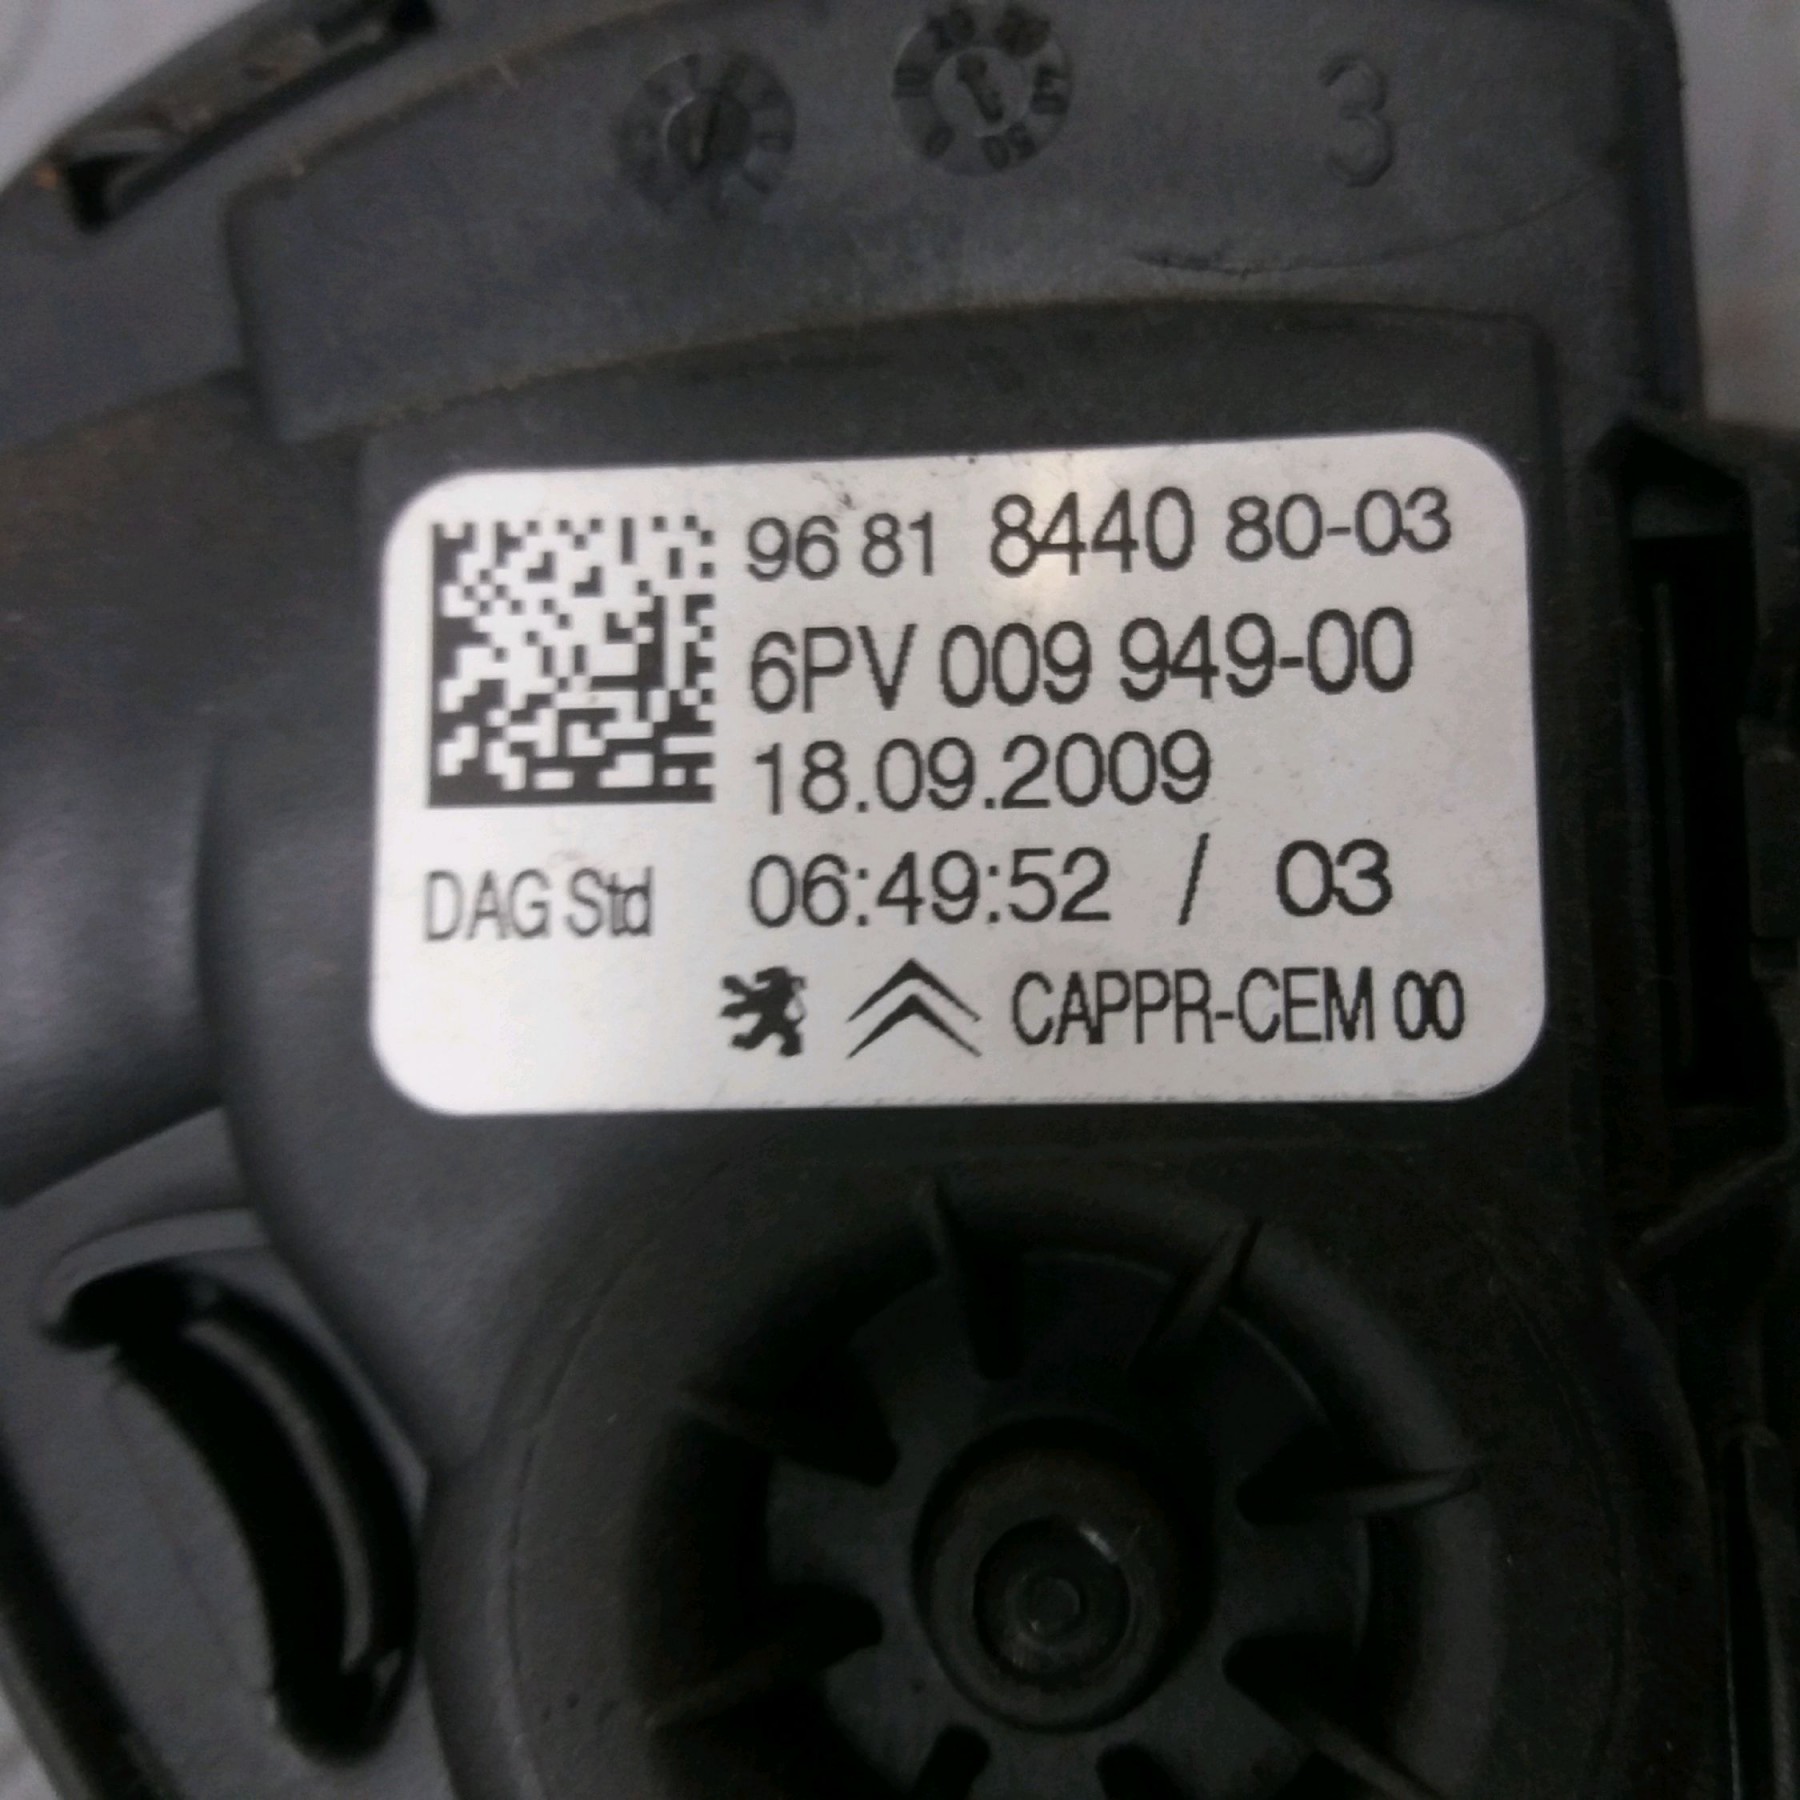 3
96 81 8440 80-03
6PV 009 949-00
18.09.2009
DAG Std 06:49:52 / 03
CAPPR-CEM 00